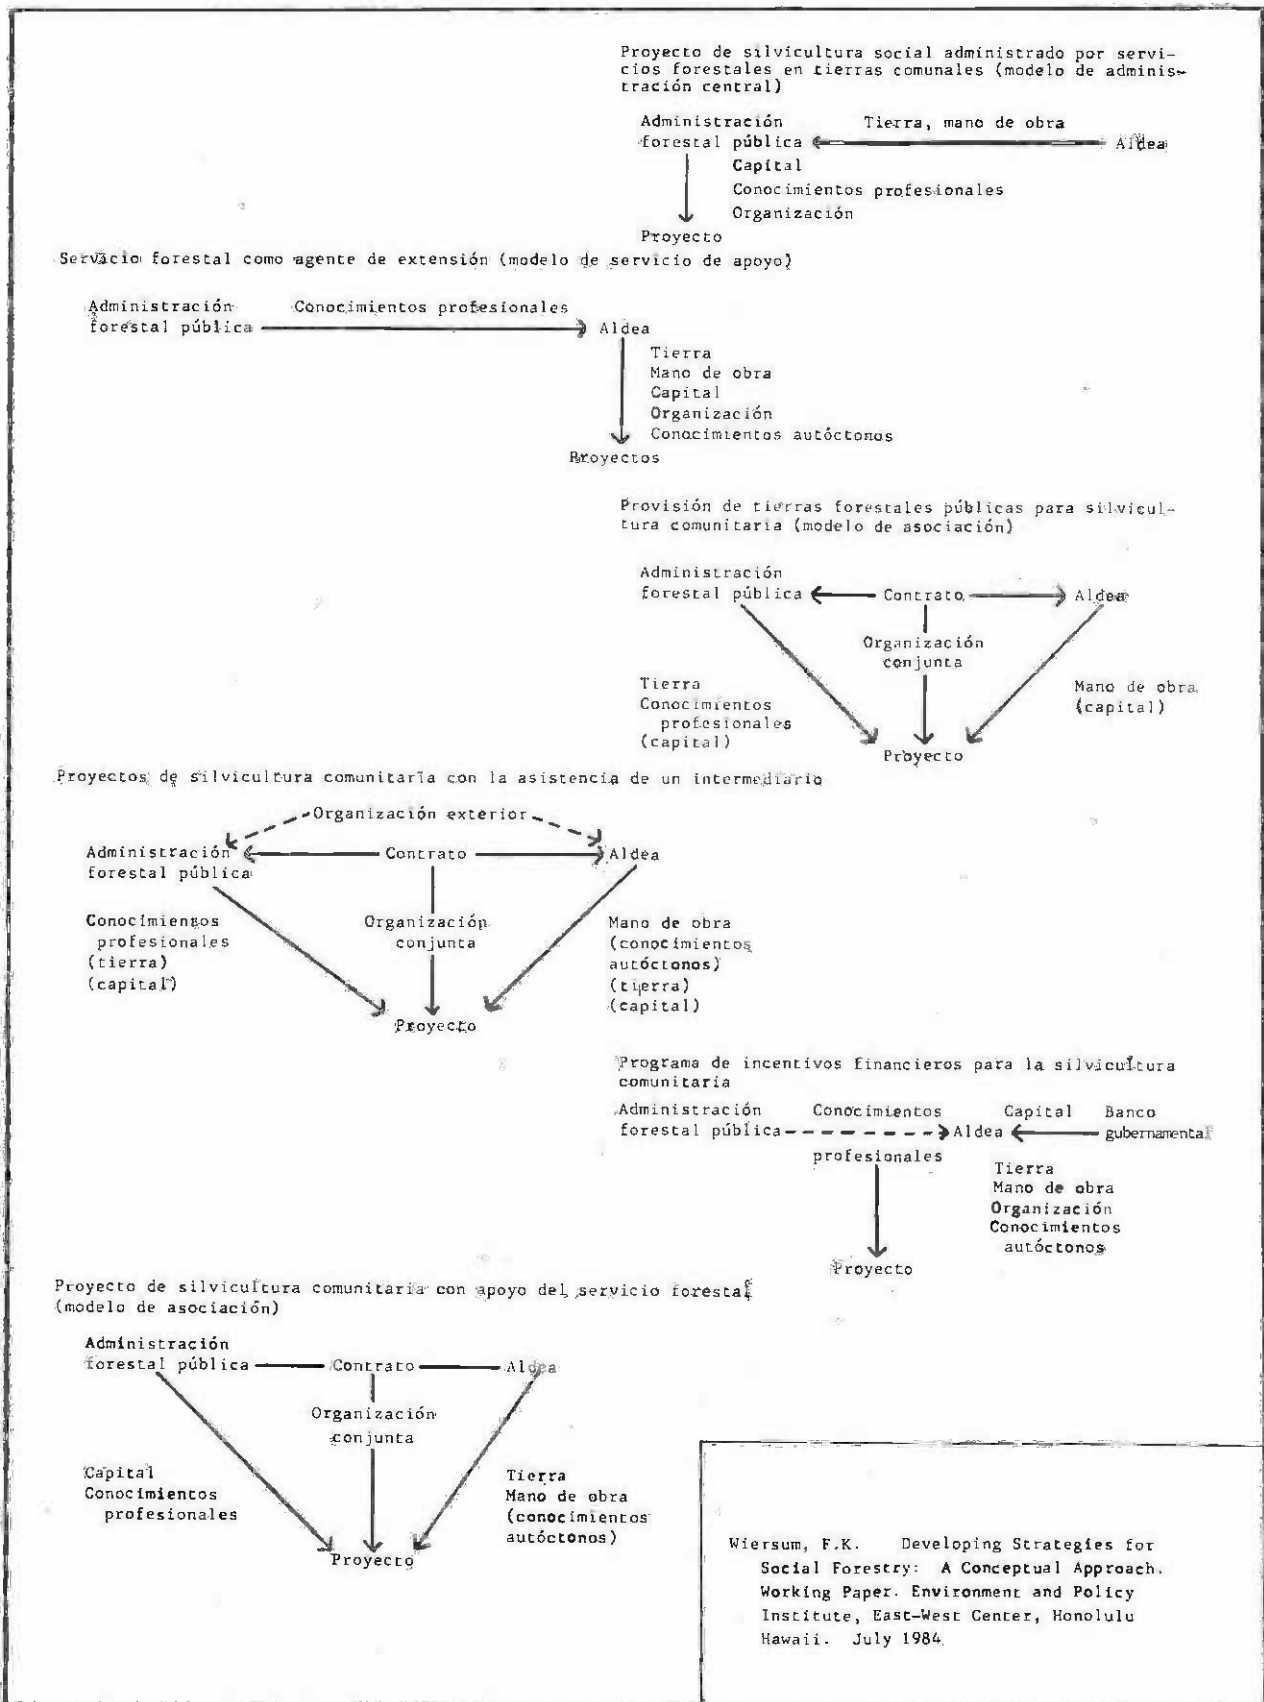 Proyecto de silvicultura social administrado por servi-
cios forestales en tierras comunales (modelo de adminis-
tración central)
Administración Tierra, mano de obra
forestal pública Aldea
Capital
Conocimientos profesionales
Organización
Proyecto
Servicio forestal como agente de extensión (modelo de servicio de apoyo)
Administración Conocimientos profesionales
forestal pública Aldea
Tierra
Mano de obra
Capital
Organización
Conocimientos autóctonos
Proyectos
Provisión de tierras forestales públicas para silvicul-
tura comunitaria (modelo de asociación)
Administración
forestal pública Contrato Aldea
Organización
conjunta
Tierra
Conocimientos
profesionales
(capital)
Mano de obra
(capital)
Proyecto
Proyectos de silvicultura comunitaria con la asistencia de un intermediario
Organización exterior
Administración Contrato Aldea
forestal pública
Conocimiengos
profesionales
(tierra)
(capital)
Organización
conjunta
Mano de obra
(conocimientos
autóctonos)
(tierra)
(capital)
Proyecto
Programa de incentivos financieros para la silvicultura
comunitaria
Administración Conocimientos Capital Banco
forestal pública Aldea gubernamental
profesionales
Tierra
Mano de obra
Organización
Conocimientos
autóctonos
Proyecto
Proyecto de silvicultura comunitaria con apoyo del servicio forestal
(modelo de asociación)
Administración
forestal pública Contrato Aldea
Organización
conjunta
Capital
Conocimientos
profesionales
Tierra
Mano de obra
(conocimientos
autóctonos)
Proyecto
Wiersum, F.K. Developing Strategies for
Social Forestry: A Conceptual Approach.
Working Paper. Environment and Policy
Institute, East-West Center, Honolulu
Hawaii. July 1984.